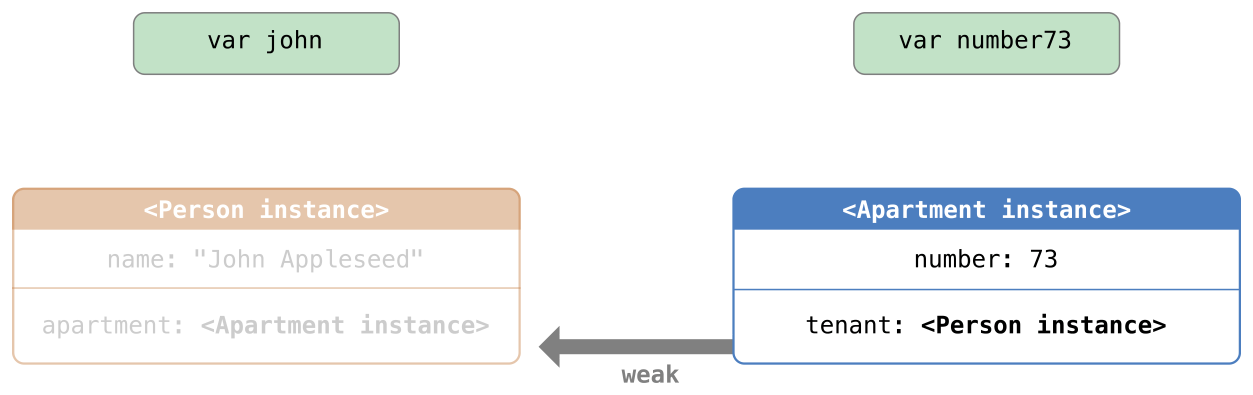 var john
var number73
<Person instance>
name: "John Appleseed"
apartment: <Apartment instance>
<Apartment instance>
number: 73
tenant: <Person instance>
weak